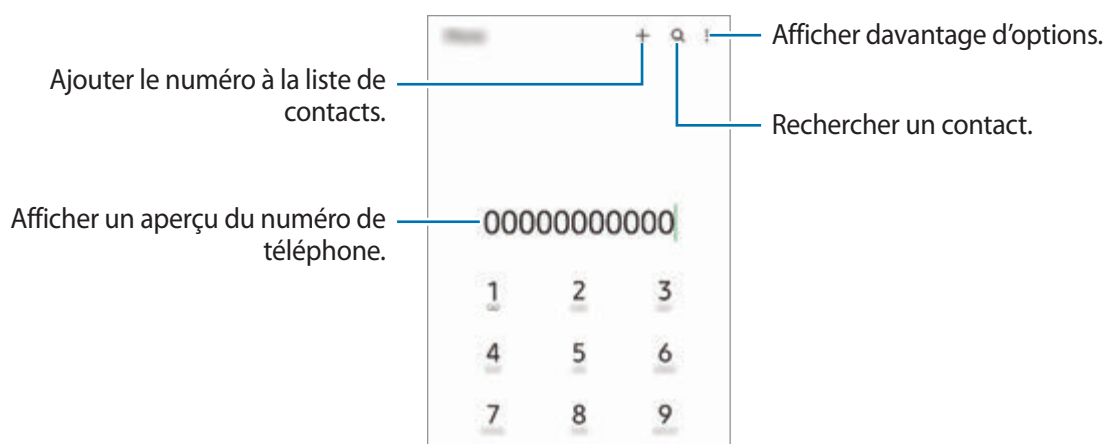 Afficher davantage d'options.
Ajouter le numéro à la liste de
contacts.
Rechercher un contact.
Afficher un aperçu du numéro de
téléphone.
00000000000
1 2 3
4 5 6
7 8 9